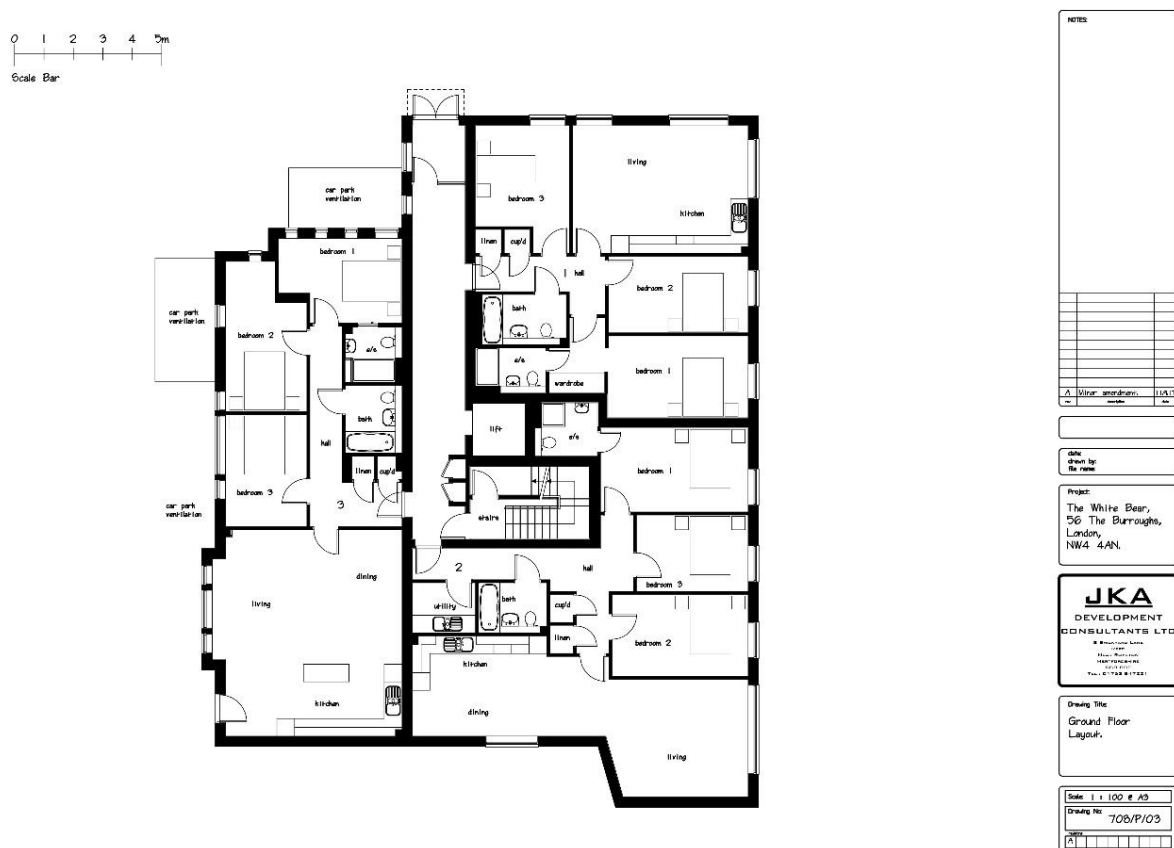 0 1 2 3 4 5m
Scale Bar
car park
ventilation
bedroom 1
car park
ventilation
bedroom 2
e/s
bath
hall
linen
cup'd
bedroom 3
3
car park
ventilation
dining
living
kitchen
bedroom 3
living
kitchen
linen
cup'd
1
hall
bedroom 2
bath
e/s
wardrobe
bedroom 1
lift
e/s
bedroom 1
stairs
2
hall
bedroom 3
utility
bath
cup'd
linen
bedroom 2
kitchen
dining
living
NOTES:
A Minor amendment.
date:
drawn by:
file name:
Project:
The White Bear,
56 The Burroughs,
London,
NW4 4AN.
JKA
DEVELOPMENT
CONSULTANTS LTD
Drawing Title:
Ground Floor
Layout.
Scale: 1 : 100 @ A3
Drawing No: 708/P/03
A